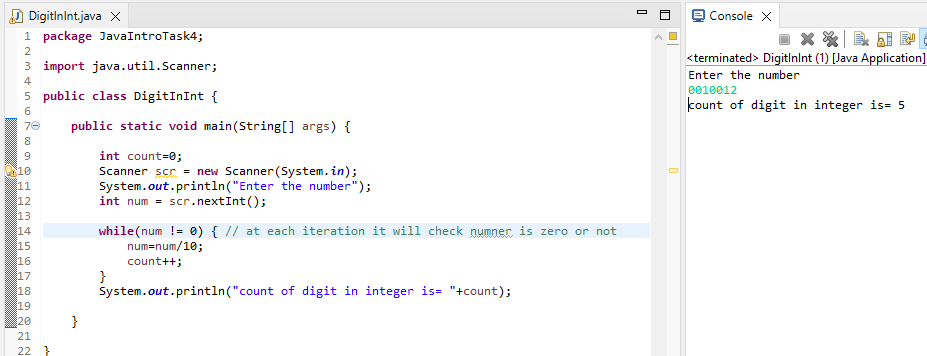 DigitInInt.java
1 package JavaIntroTask4;
2
3 import java.util.Scanner;
4
5 public class DigitInInt {
6
7 public static void main(String[] args) {
8
9 int count=0;
10 Scanner scr = new Scanner(System.in);
11 System.out.println("Enter the number");
12 int num = scr.nextInt();
13
14 while(num != 0) { // at each iteration it will check numner is zero or not
15 num=num/10;
16 count++;
17 }
18 System.out.println("count of digit in integer is= "+count);
19
20 }
21
22 }
Console
<terminated> DigitInInt (1) [Java Application]
Enter the number
0010012
count of digit in integer is= 5